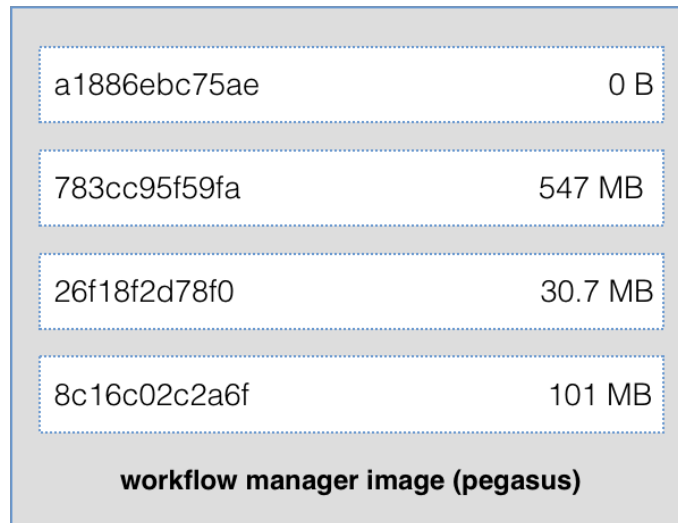 a1886ebc75ae 0 B
783cc95f59fa 547 MB
26f18f2d78f0 30.7 MB
8c16c02c2a6f 101 MB
workflow manager image (pegasus)